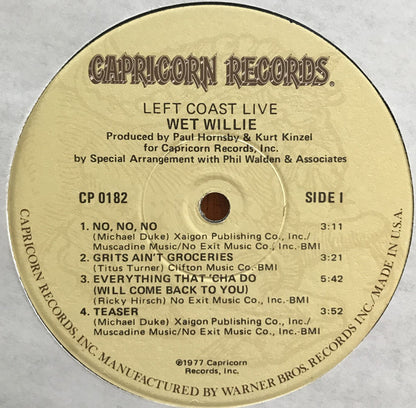 CAPRICORN RECORDS®
LEFT COAST LIVE
WET WILLIE
Produced by Paul Hornsby & Kurt Kinzel
for Capricorn Records, Inc.
by Special Arrangement with Phil Walden & Associates
CP 0182 SIDE I
1. NO, NO, NO 3:11
(Michael Duke) Xaigon Publishing Co., Inc./
Muscadine Music/No Exit Music Co., Inc.-BMI
2. GRITS AIN'T GROCERIES 3:21
(Titus Turner) Clifton Music Co.-BMI
3. EVERYTHING THAT 'CHA DO 5:42
(WILL COME BACK TO YOU)
(Ricky Hirsch) No Exit Music Co., Inc.-BMI
4. TEASER 3:52
(Michael Duke) Xaigon Publishing Co., Inc./
Muscadine Music/No Exit Music Co., Inc.-BMI
℗1977 Capricorn
Records, Inc.
CAPRICORN RECORDS, INC. MANUFACTURED BY WARNER BROS. RECORDS INC./MADE IN U.S.A.